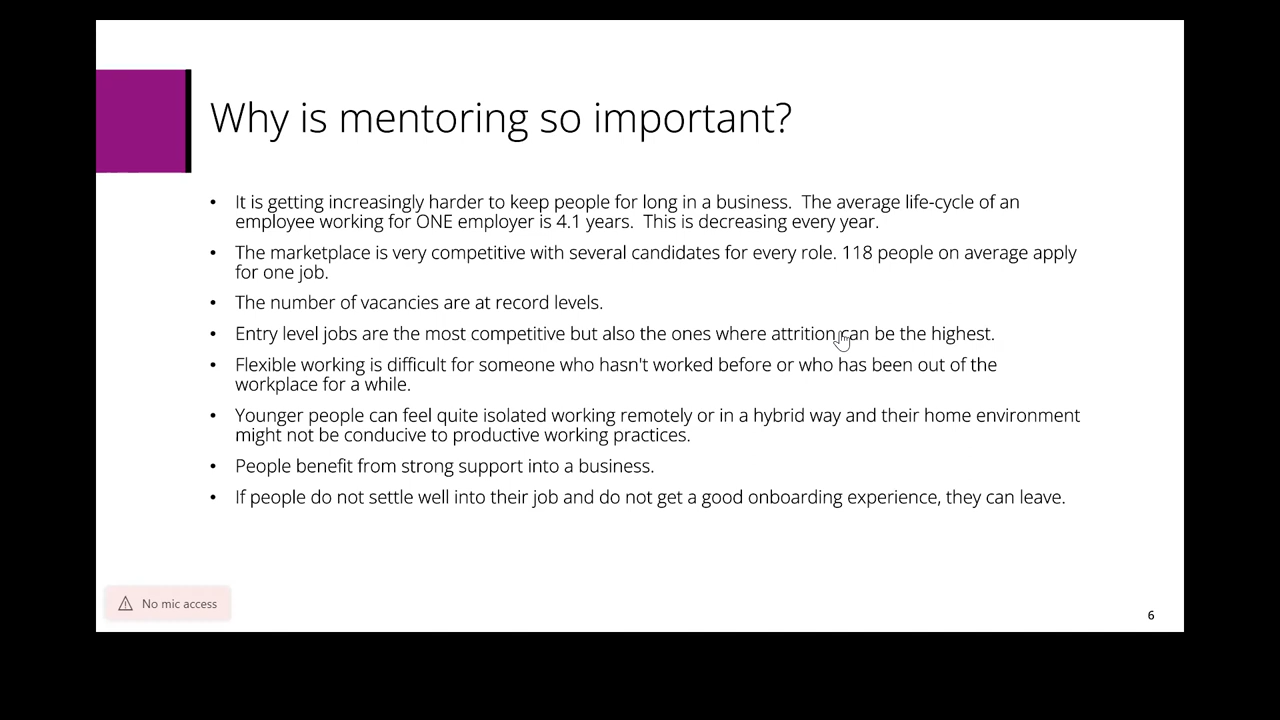 Why is mentoring so important?
• It is getting increasingly harder to keep people for long in a business.  The average life-cycle of an
employee working for ONE employer is 4.1 years.  This is decreasing every year.
• The marketplace is very competitive with several candidates for every role. 118 people on average apply
for one job.
• The number of vacancies are at record levels.
• Entry level jobs are the most competitive but also the ones where attrition can be the highest.
• Flexible working is difficult for someone who hasn't worked before or who has been out of the
workplace for a while.
• Younger people can feel quite isolated working remotely or in a hybrid way and their home environment
might not be conducive to productive working practices.
• People benefit from strong support into a business.
• If people do not settle well into their job and do not get a good onboarding experience, they can leave.
No mic access
6